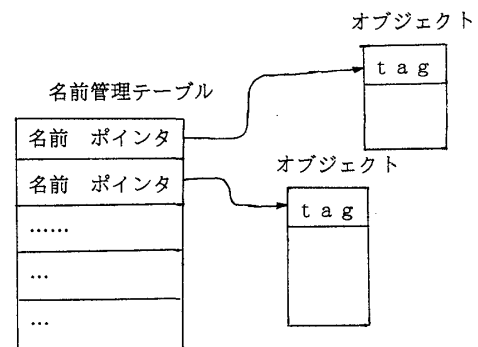 オブジェクト
tag
名前管理テーブル
名前 ポインタ
オブジェクト
名前 ポインタ
tag
……
…
…